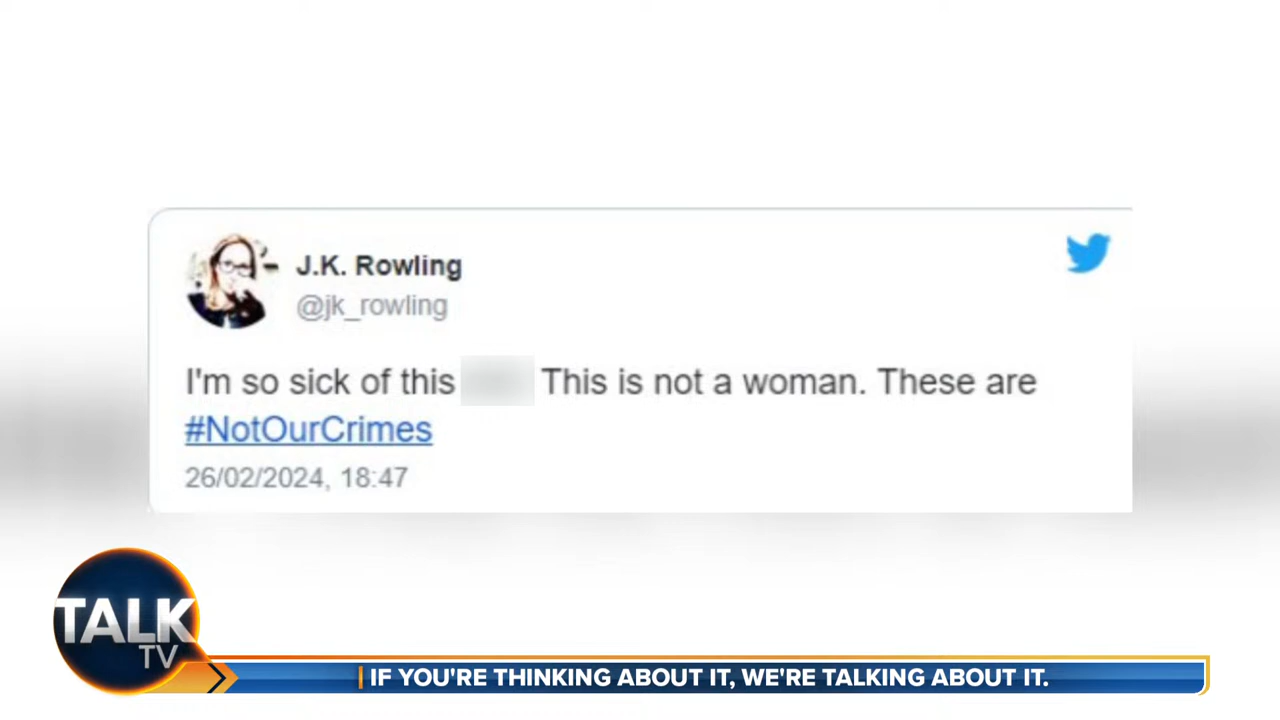 J.K. Rowling
@jk_rowling
I'm so sick of this This is not a woman. These are
#NotOurCrimes
26/02/2024, 18:47
TALK
TV
IF YOU'RE THINKING ABOUT IT, WE'RE TALKING ABOUT IT.